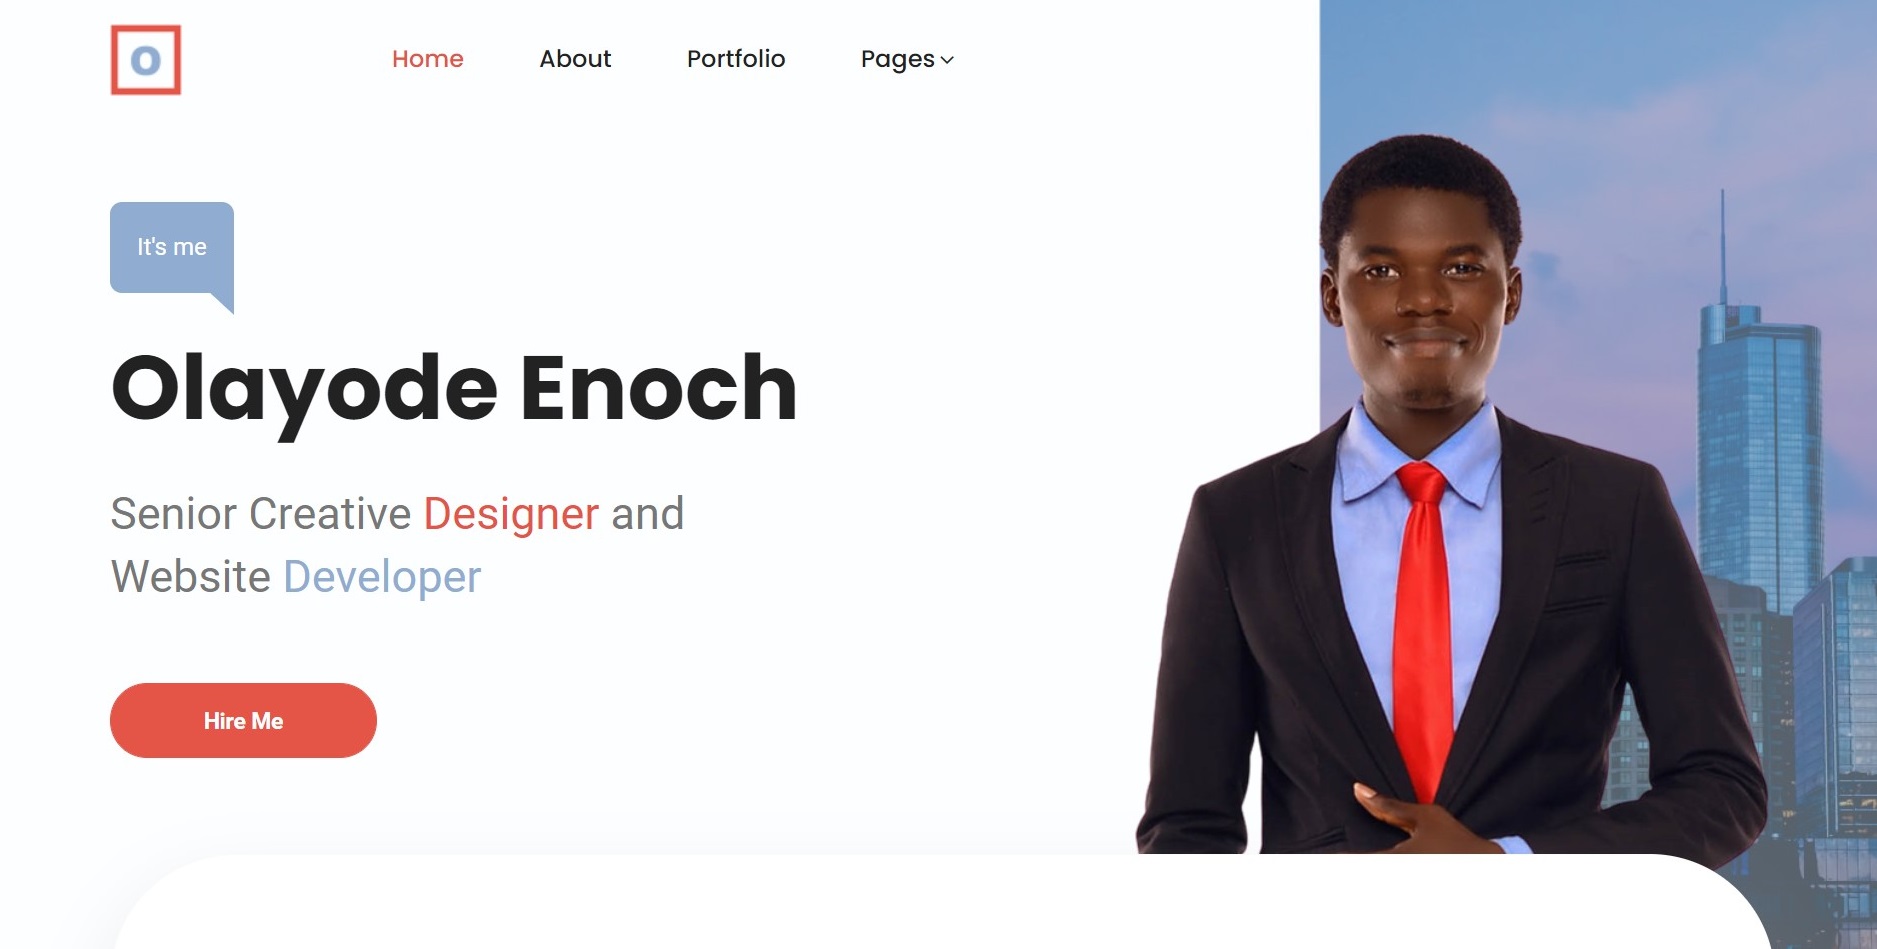 O
Home About Portfolio Pages
It's me
Olayode Enoch
Senior Creative Designer and
Website Developer
Hire Me